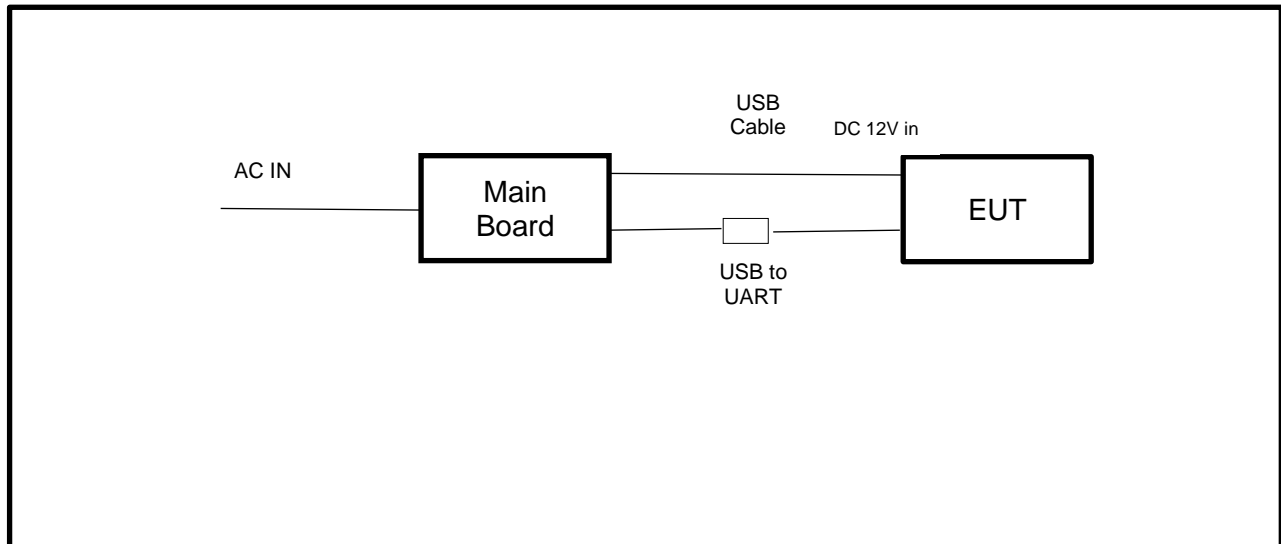 USB
Cable
DC 12V in
AC IN
Main
Board
EUT
USB to
UART